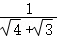 1
√4 + √3